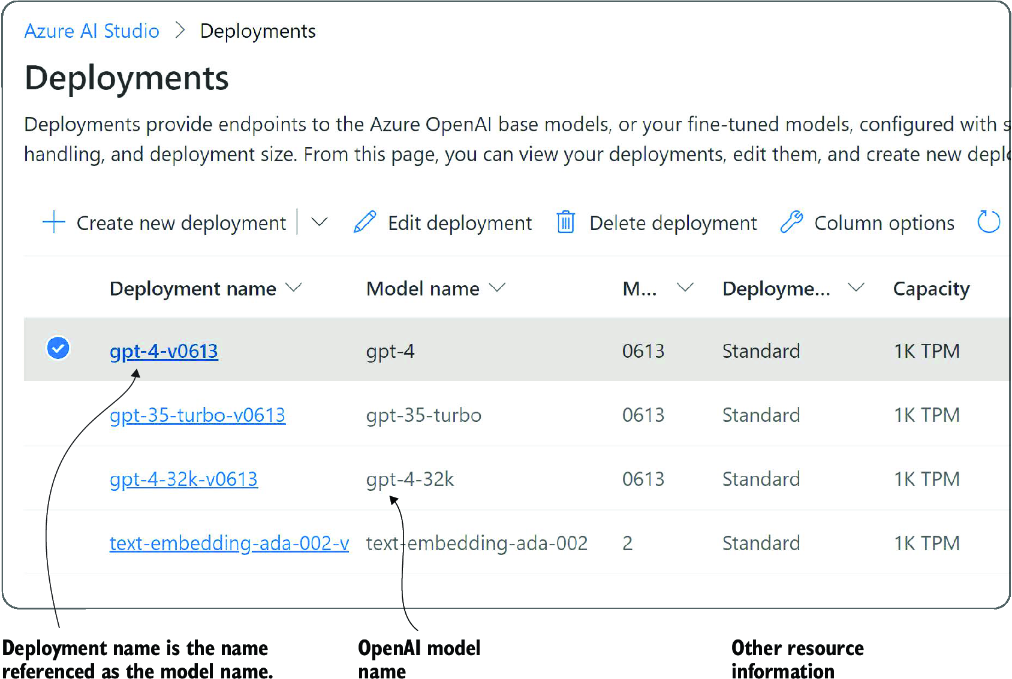 Azure AI Studio > Deployments
Deployments
Deployments provide endpoints to the Azure OpenAI base models, or your fine-tuned models, configured with s
handling, and deployment size. From this page, you can view your deployments, edit them, and create new deplo
Create new deployment Edit deployment Delete deployment Column options
Deployment name Model name M... Deployme... Capacity
gpt-4-v0613 gpt-4 0613 Standard 1K TPM
gpt-35-turbo-v0613 gpt-35-turbo 0613 Standard 1K TPM
gpt-4-32k-v0613 gpt-4-32k 0613 Standard 1K TPM
text-embedding-ada-002-v text-embedding-ada-002 2 Standard 1K TPM
Deployment name is the name OpenAI model Other resource
referenced as the model name. name information